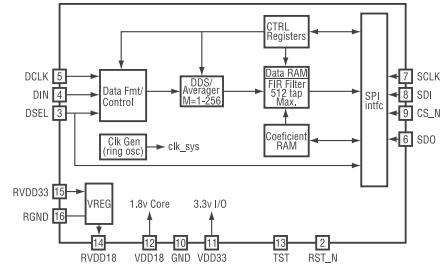 CTRL
Registers
DCLK 5
DIN 4
DSEL 3
Data Fmt/
Control
DDS/
Averager
M=1-256
Data RAM
FIR Filter
512 tap
Max.
SPI
intfc
7 SCLK
8 SDI
9 CS_N
6 SDO
Clk Gen
(ring osc)
clk_sys
Coeficient
RAM
RVDD33 15
RGND 16
VREG
1.8v Core
3.3v I/O
14 12 10 11 13 2
RVDD18 VDD18 GND VDD33 TST RST_N